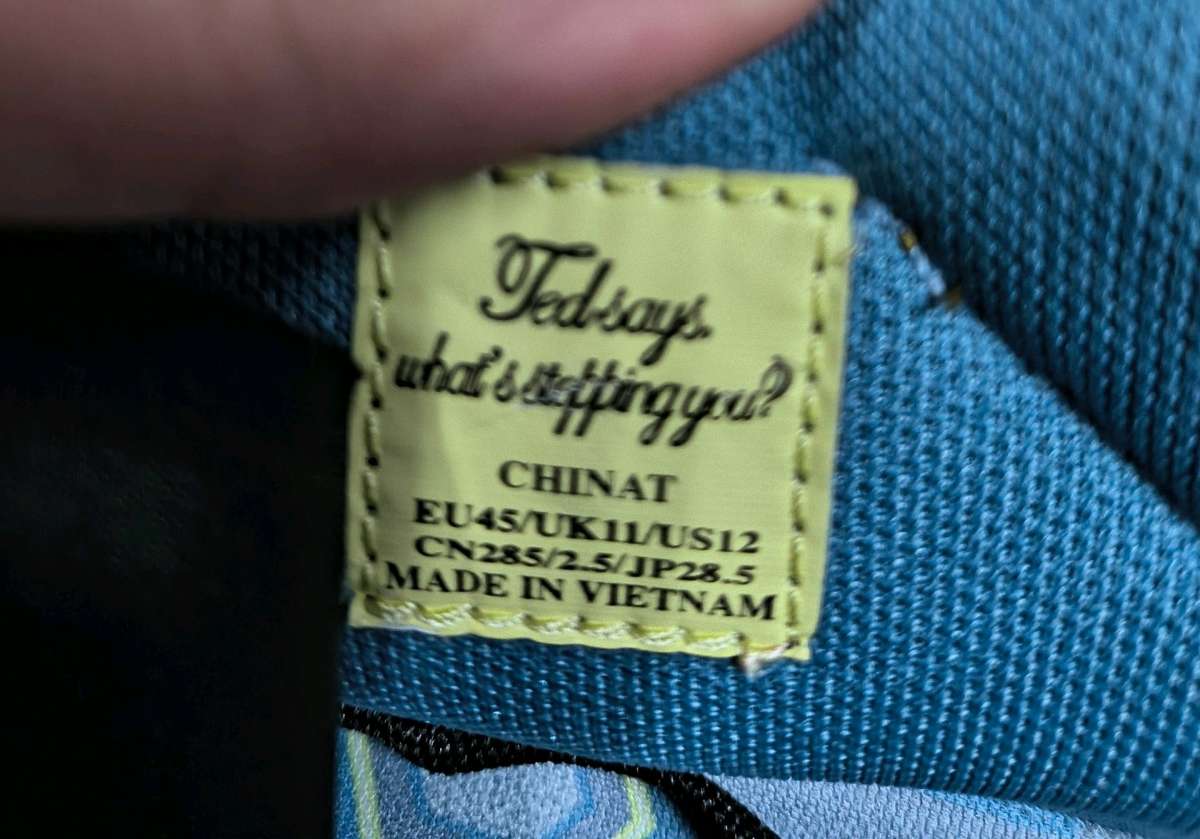 Ted says,
what's stopping you?
CHINAT
EU45/UK11/US12
CN285/2.5/JP28.5
MADE IN VIETNAM